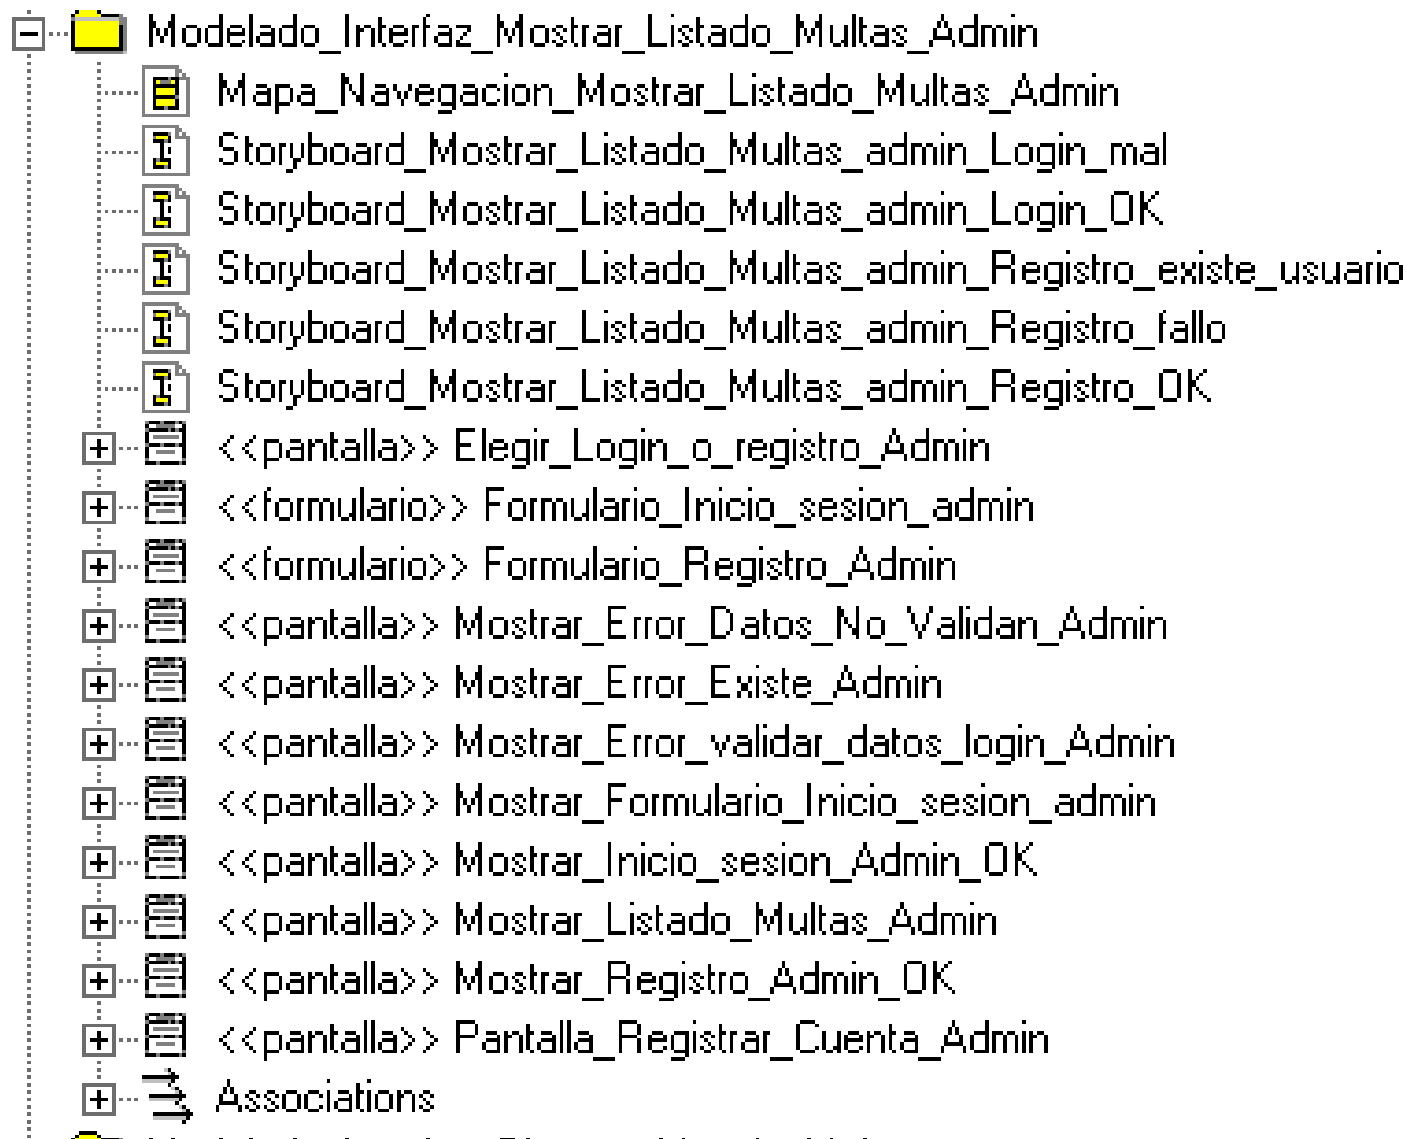 Modelado_Interfaz_Mostrar_Listado_Multas_Admin
Mapa_Navegacion_Mostrar_Listado_Multas_Admin
Storyboard_Mostrar_Listado_Multas_admin_Login_mal
Storyboard_Mostrar_Listado_Multas_admin_Login_OK
Storyboard_Mostrar_Listado_Multas_admin_Registro_existe_usuario
Storyboard_Mostrar_Listado_Multas_admin_Registro_fallo
Storyboard_Mostrar_Listado_Multas_admin_Registro_OK
<<pantalla>> Elegir_Login_o_registro_Admin
<<formulario>> Formulario_Inicio_sesion_admin
<<formulario>> Formulario_Registro_Admin
<<pantalla>> Mostrar_Error_Datos_No_Validan_Admin
<<pantalla>> Mostrar_Error_Existe_Admin
<<pantalla>> Mostrar_Error_validar_datos_login_Admin
<<pantalla>> Mostrar_Formulario_Inicio_sesion_admin
<<pantalla>> Mostrar_Inicio_sesion_Admin_OK
<<pantalla>> Mostrar_Listado_Multas_Admin
<<pantalla>> Mostrar_Registro_Admin_OK
<<pantalla>> Pantalla_Registrar_Cuenta_Admin
Associations